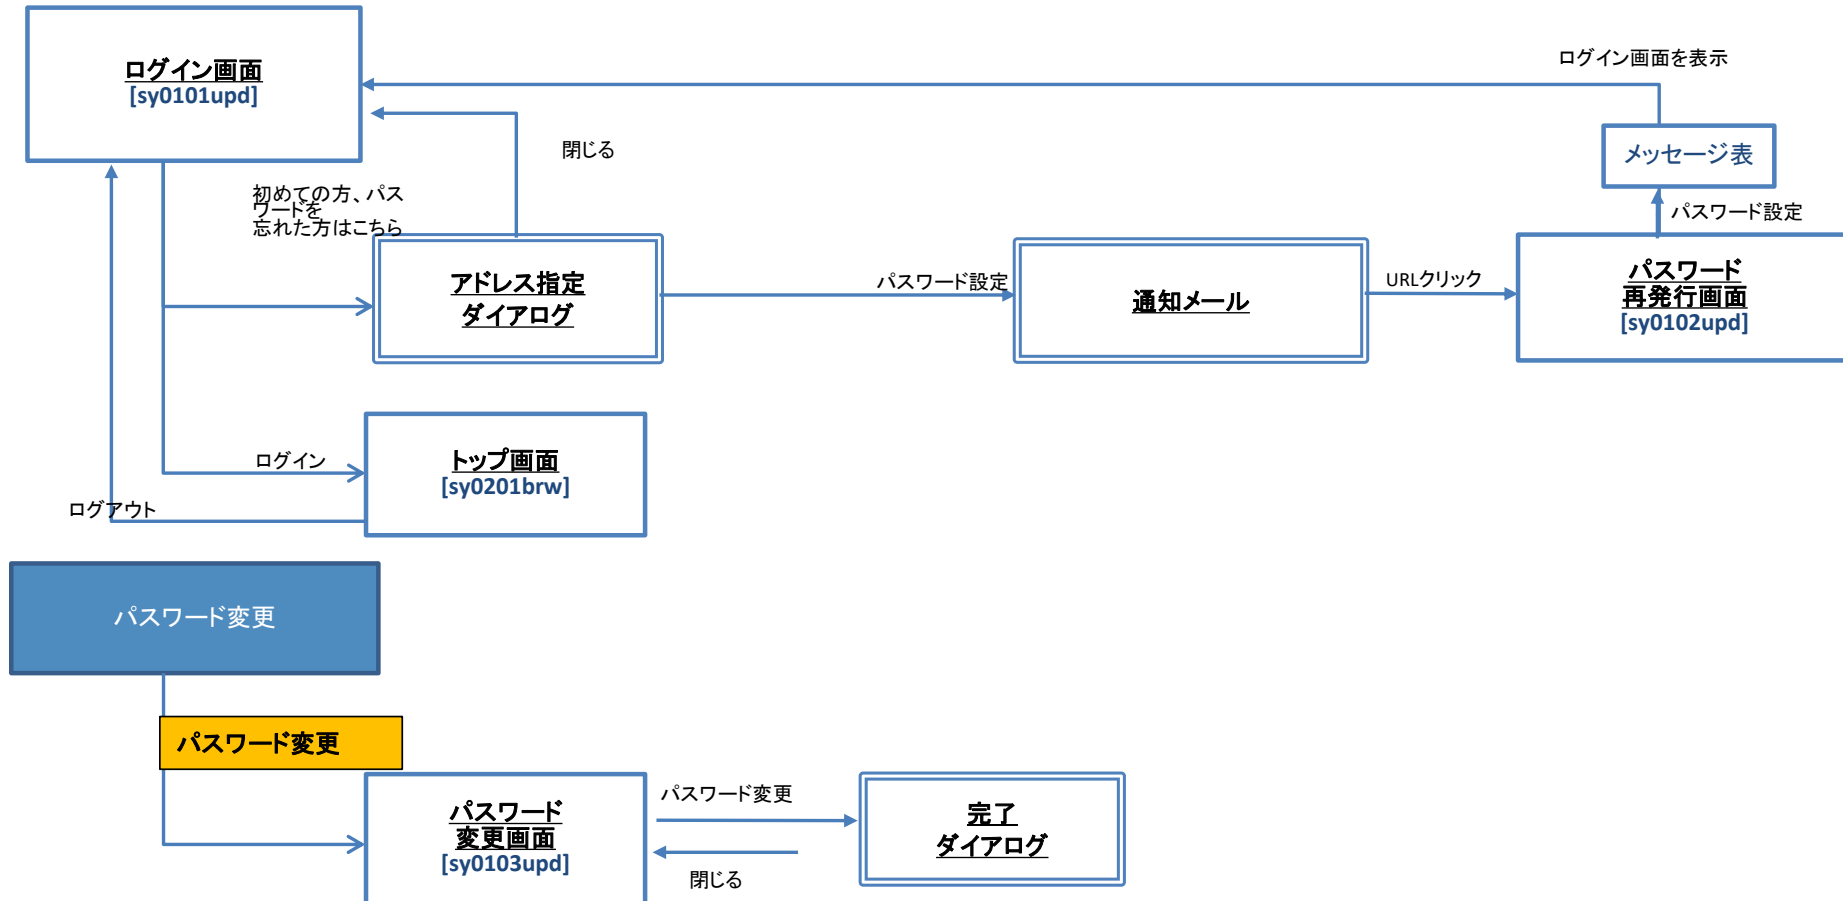 ログイン画面
[sy0101upd]
ログイン画面を表示
メッセージ表
閉じる
初めての方、パス
ワードを
忘れた方はこちら
パスワード設定
アドレス指定
ダイアログ
パスワード設定
通知メール
URLクリック
パスワード
再発行画面
[sy0102upd]
ログイン
トップ画面
[sy0201brw]
ログアウト
パスワード変更
パスワード変更
パスワード
変更画面
[sy0103upd]
パスワード変更
閉じる
完了
ダイアログ